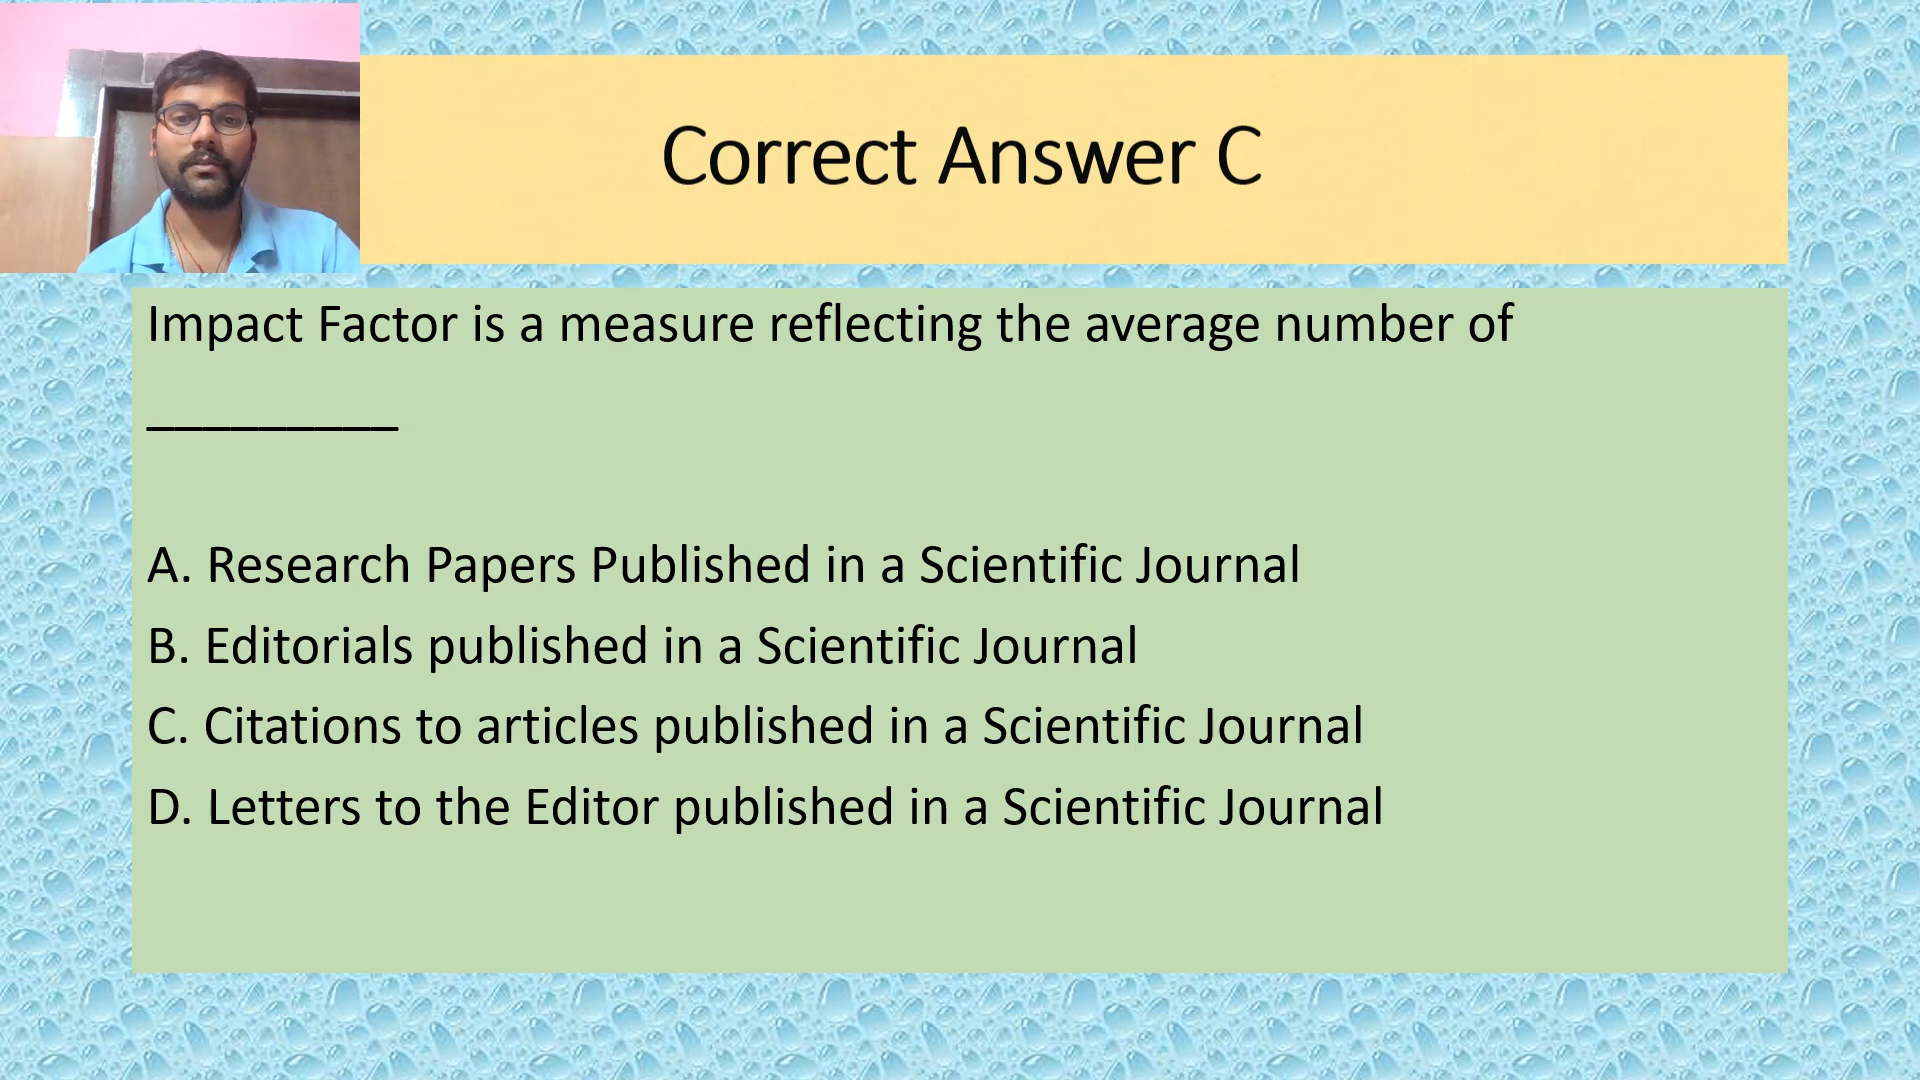 Correct Answer C
Impact Factor is a measure reflecting the average number of
_________
A. Research Papers Published in a Scientific Journal
B. Editorials published in a Scientific Journal
C. Citations to articles published in a Scientific Journal
D. Letters to the Editor published in a Scientific Journal